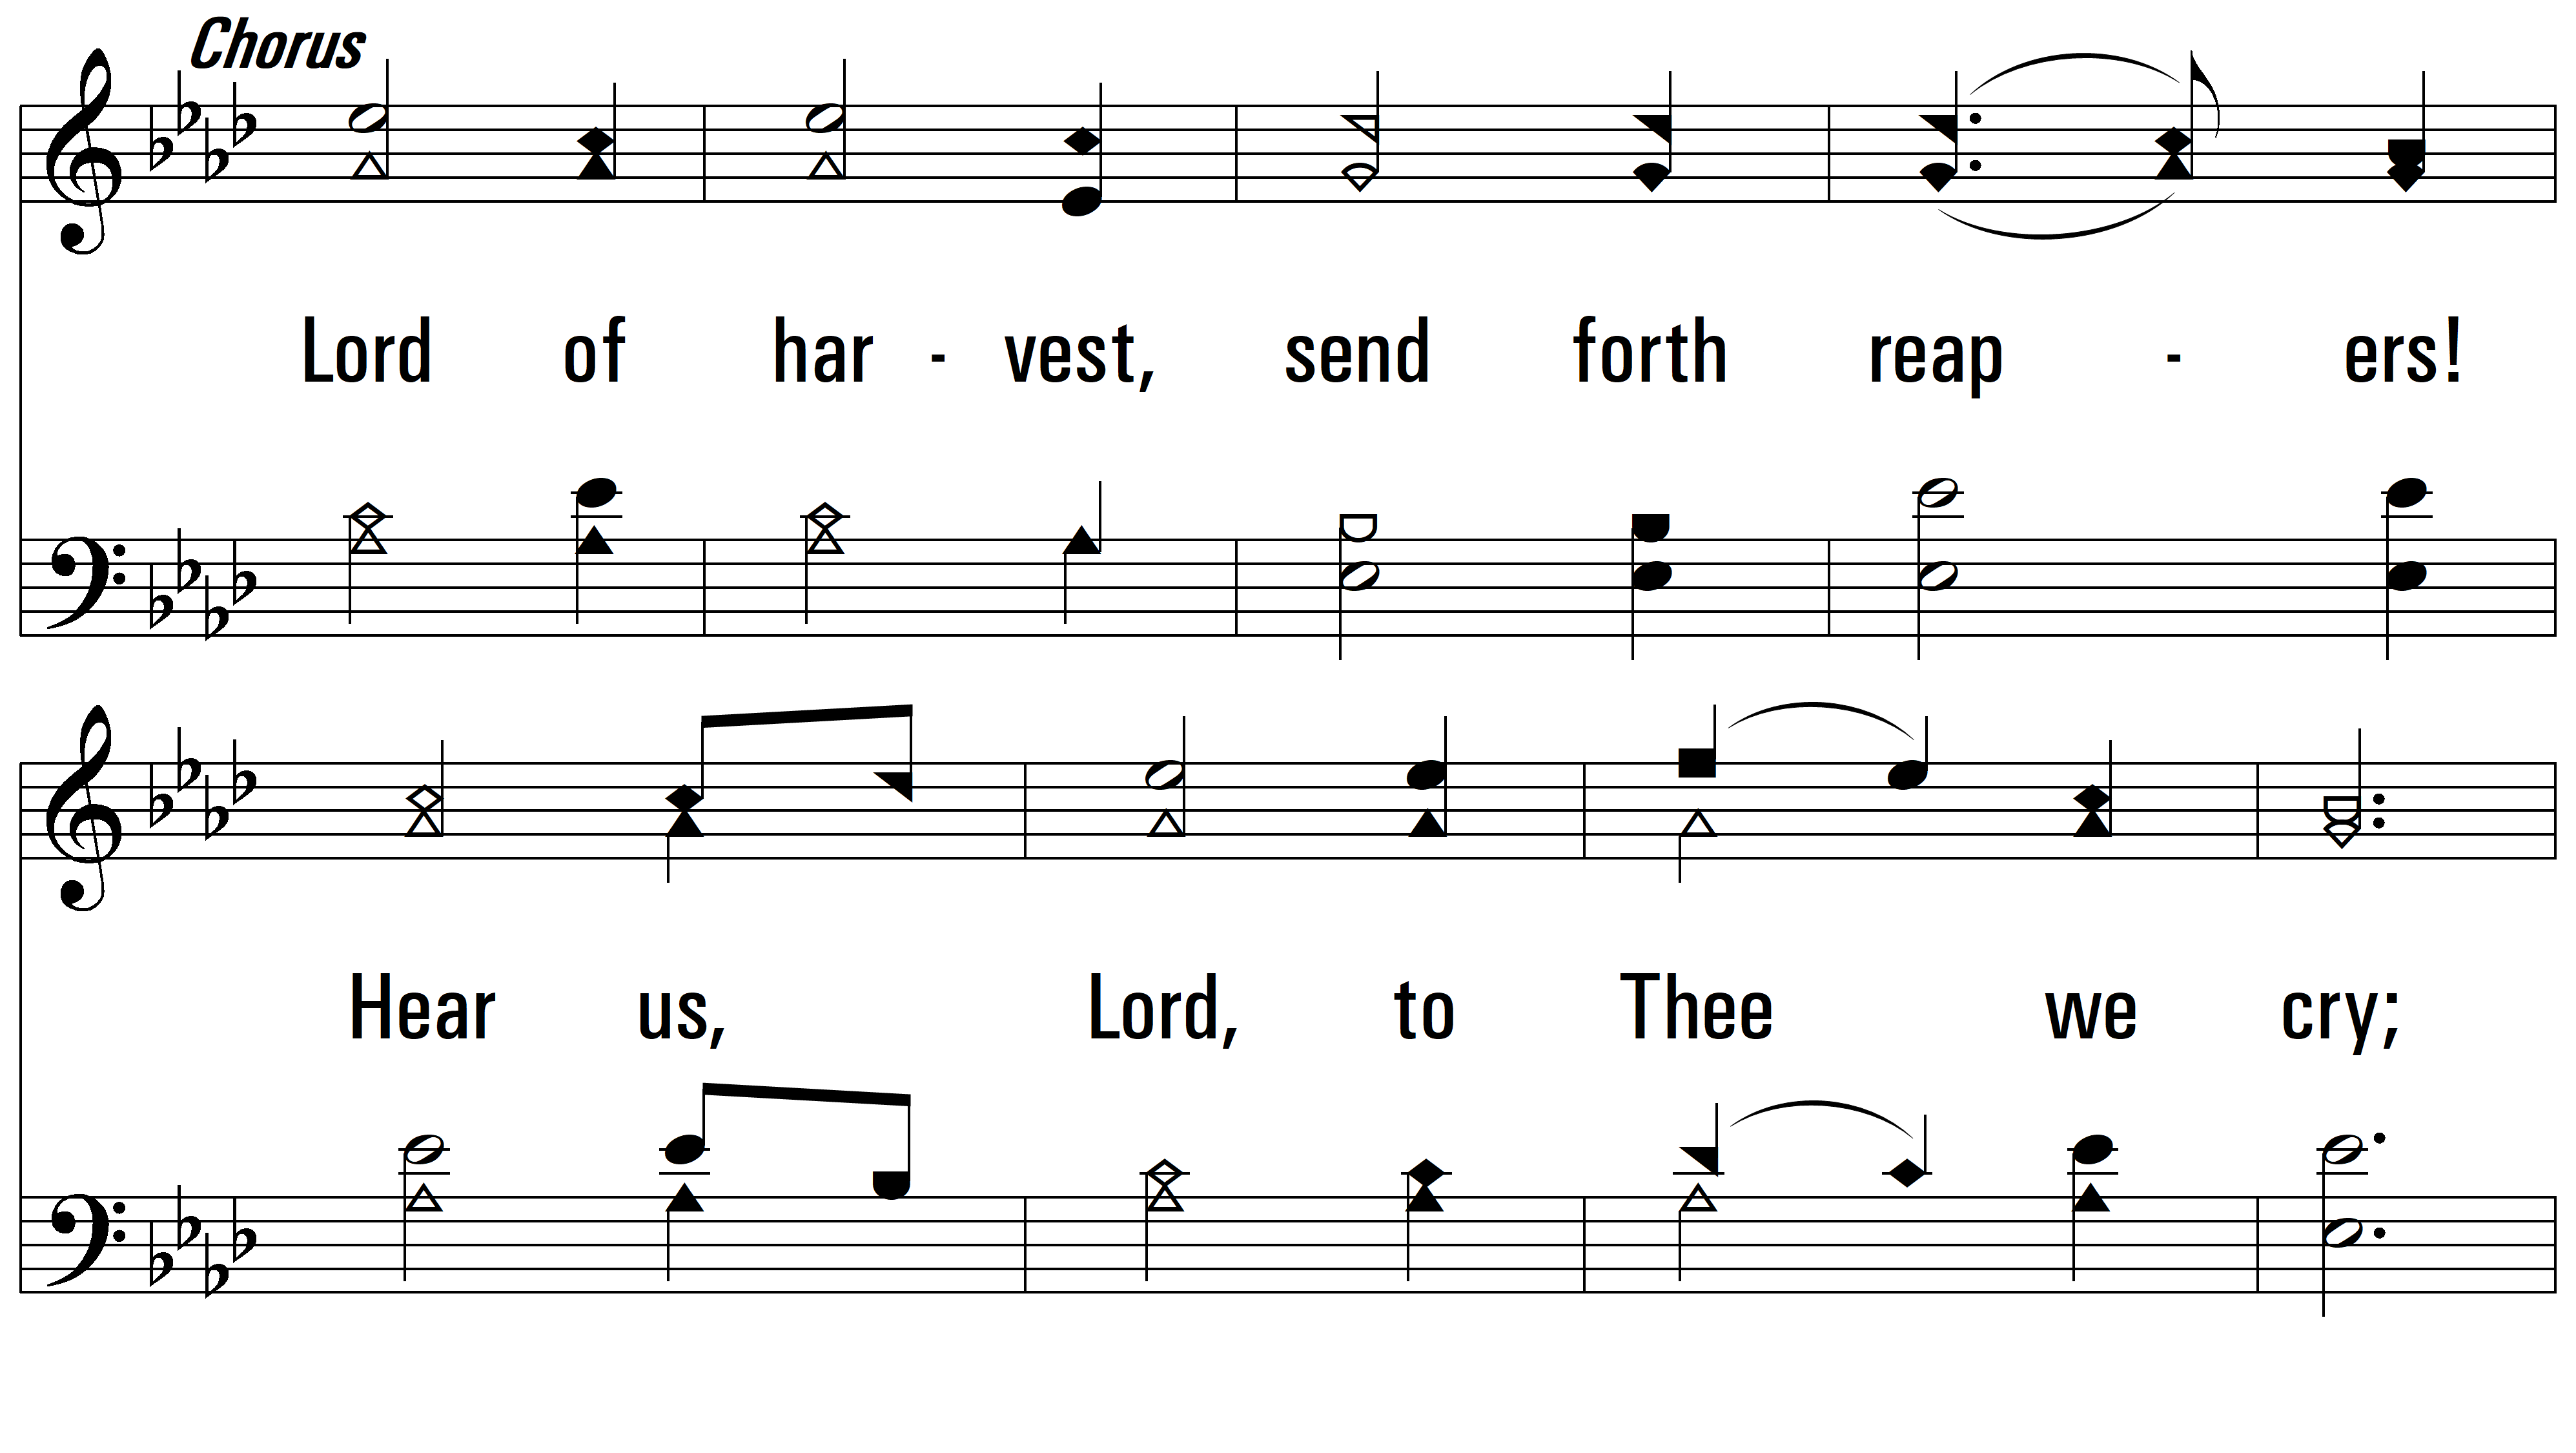 Chorus
Lord of har - vest, send forth reap - ers!
Hear us, Lord, to Thee we cry;